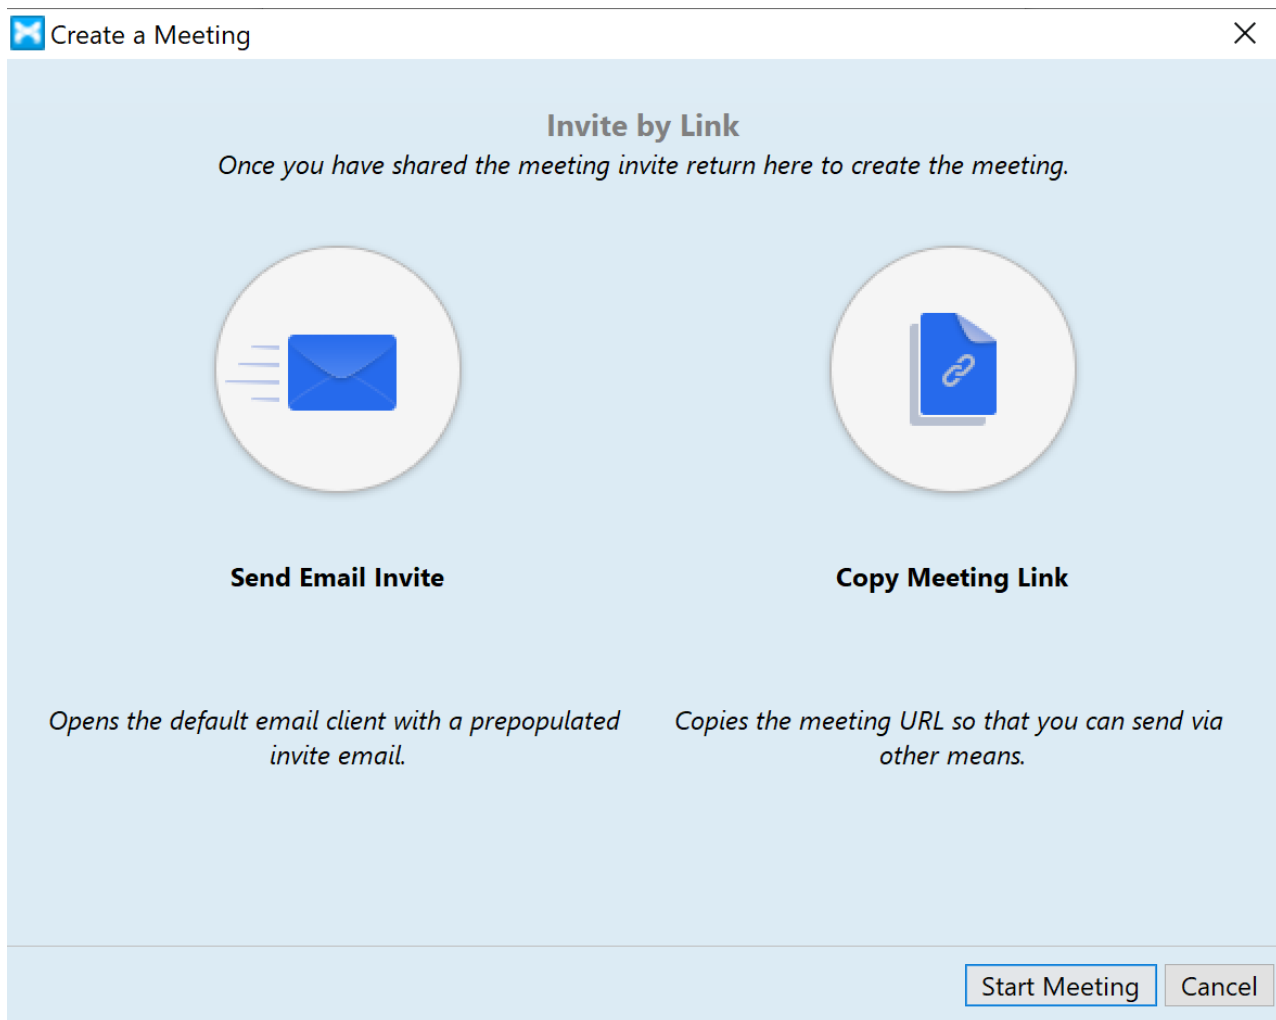 Create a Meeting
Invite by Link
Once you have shared the meeting invite return here to create the meeting.
Send Email Invite
Copy Meeting Link
Opens the default email client with a prepopulated
invite email.
Copies the meeting URL so that you can send via
other means.
Start Meeting
Cancel